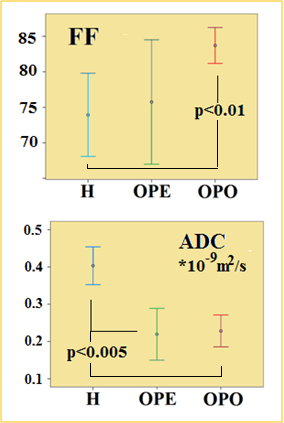 FF
85
80
75
70
p<0.01
H OPE OPO
ADC
*10⁻⁹m²/s
0.5
0.4
0.3
0.2
0.1
p<0.005
H OPE OPO